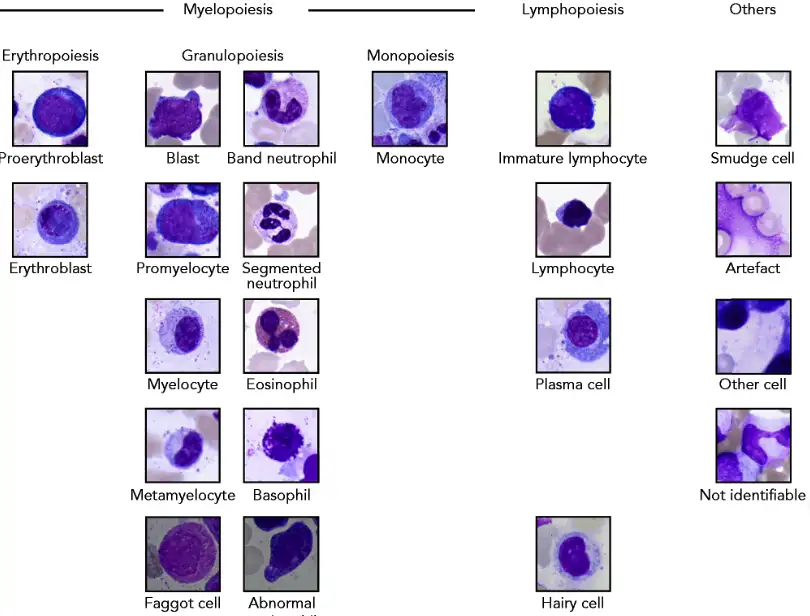 Myelopoiesis Lymphopoiesis Others
Erythropoiesis Granulopoiesis Monopoiesis
Proerythroblast Blast Band neutrophil Monocyte Immature lymphocyte Smudge cell
Erythroblast Promyelocyte Segmented Lymphocyte Artefact
neutrophil
Myelocyte Eosinophil Plasma cell Other cell
Metamyelocyte Basophil Not identifiable
Faggot cell Abnormal Hairy cell